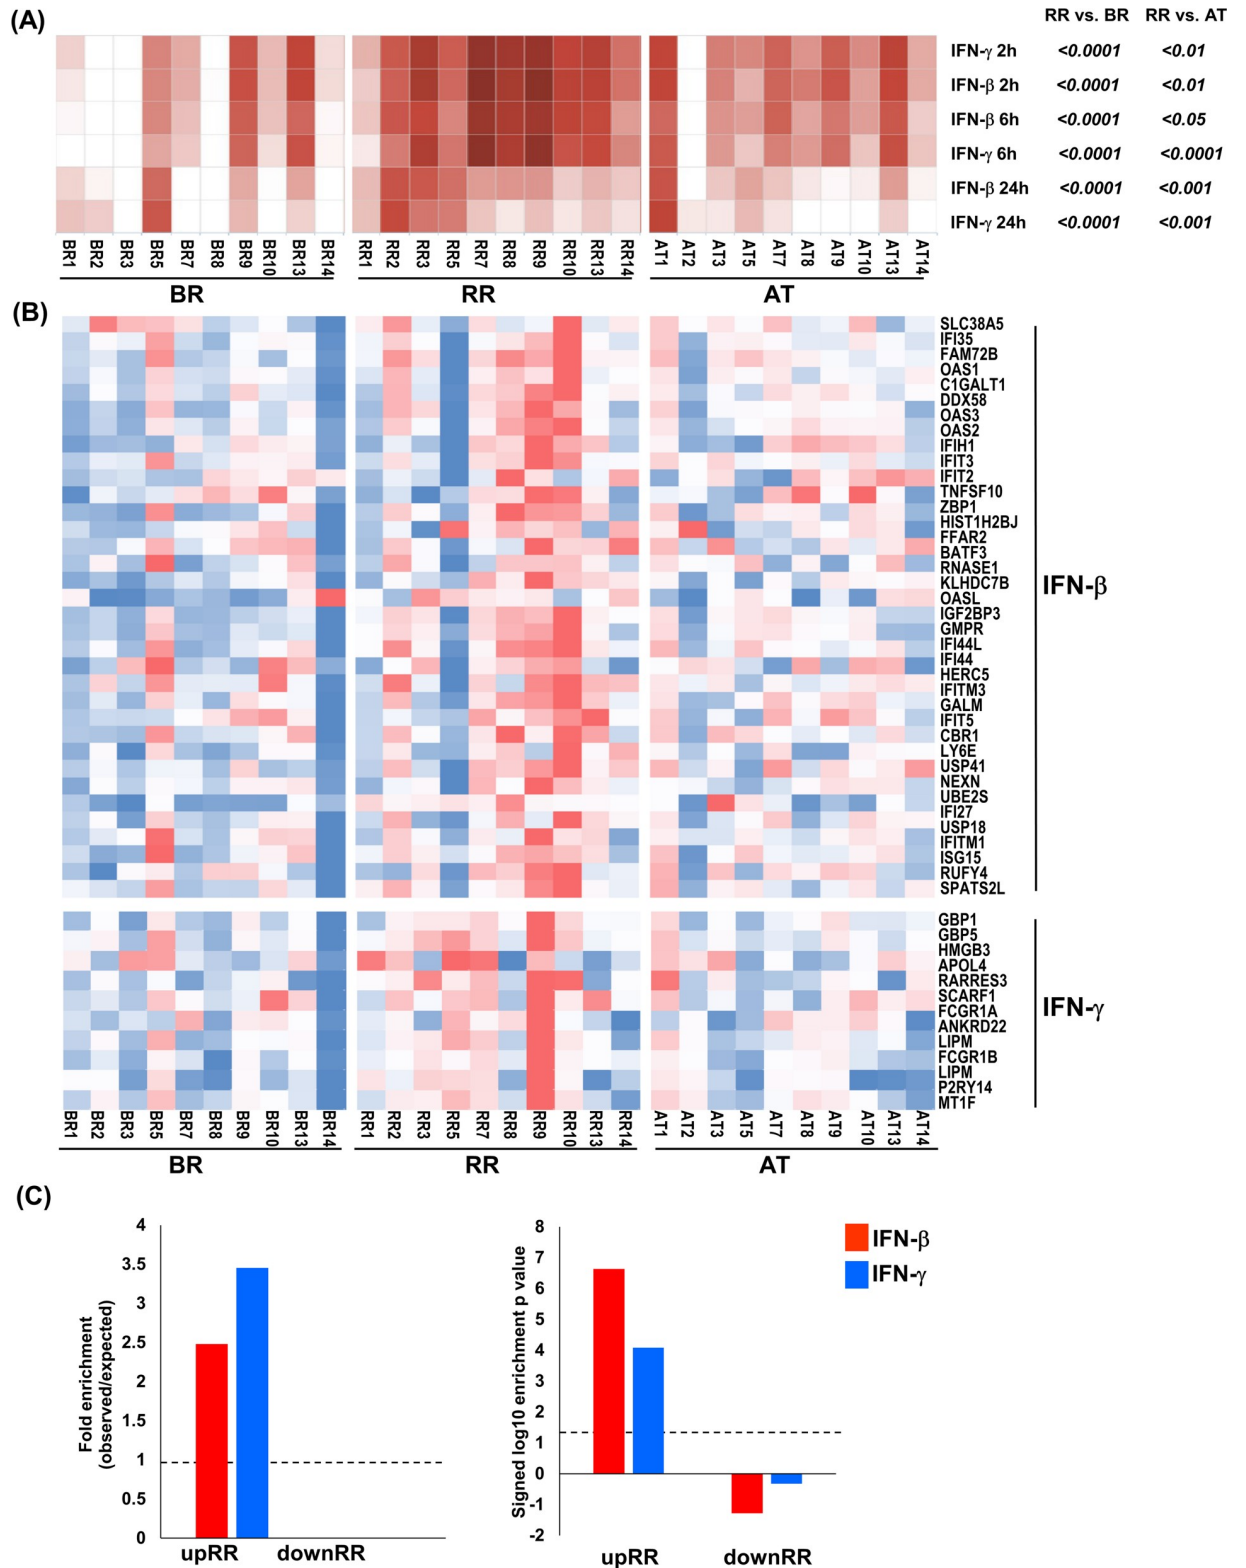 (A)
RR vs. BR RR vs. AT
IFN-γ 2h <0.0001 <0.01
IFN-β 2h <0.0001 <0.01
IFN-β 6h <0.0001 <0.05
IFN-γ 6h <0.0001 <0.0001
IFN-β 24h <0.0001 <0.001
IFN-γ 24h <0.0001 <0.001
BR1 BR2 BR3 BR5 BR7 BR8 BR9 BR10 BR13 BR14 RR1 RR2 RR3 RR5 RR7 RR8 RR9 RR10 RR13 RR14 AT1 AT2 AT3 AT5 AT7 AT8 AT9 AT10 AT13 AT14
BR RR AT
(B)
SLC38A5
IFI35
FAM72B
OAS1
C1GALT1
DDX58
OAS3
OAS2
IFIH1
IFIT3
IFIT2
TNFSF10
ZBP1
HIST1H2BJ
FFAR2
BATF3
RNASE1
KLHDC7B
OASL
IGF2BP3
GMPR
IFI44L
IFI44
HERC5
IFITM3
GALM
IFIT5
CBR1
LY6E
USP41
NEXN
UBE2S
IFI27
USP18
IFITM1
ISG15
RUFY4
SPATS2L
IFN-β
GBP1
GBP5
HMGB3
APOL4
RARRES3
SCARF1
FCGR1A
ANKRD22
LIPM
FCGR1B
LIPM
P2RY14
MT1F
IFN-γ
BR1 BR2 BR3 BR5 BR7 BR8 BR9 BR10 BR13 BR14 RR1 RR2 RR3 RR5 RR7 RR8 RR9 RR10 RR13 RR14 AT1 AT2 AT3 AT5 AT7 AT8 AT9 AT10 AT13 AT14
BR RR AT
(C)
Fold enrichment
(observed/expected)
4
3.5
3
2.5
2
1.5
1
0.5
0
upRR downRR
Signed log10 enrichment p value
8
7
6
5
4
3
2
1
0
-1
-2
upRR downRR
IFN-β
IFN-γ